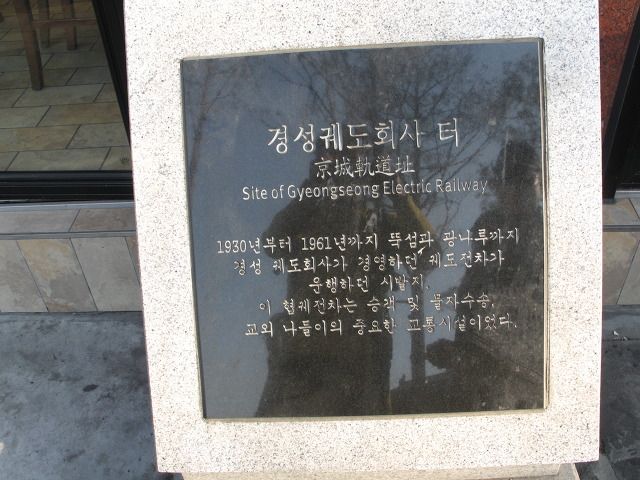 경성궤도회사 터
京城軌道址
Site of Gyeongseong Electric Railway
1930년부터 1961년까지 뚝섬과 광나루까지
경성 궤도회사가 경영하던 궤도전차가
운행하던 시발지.
이 협궤전차는 승객 및 물자수송,
교외 나들이의 중요한 교통시설이었다.